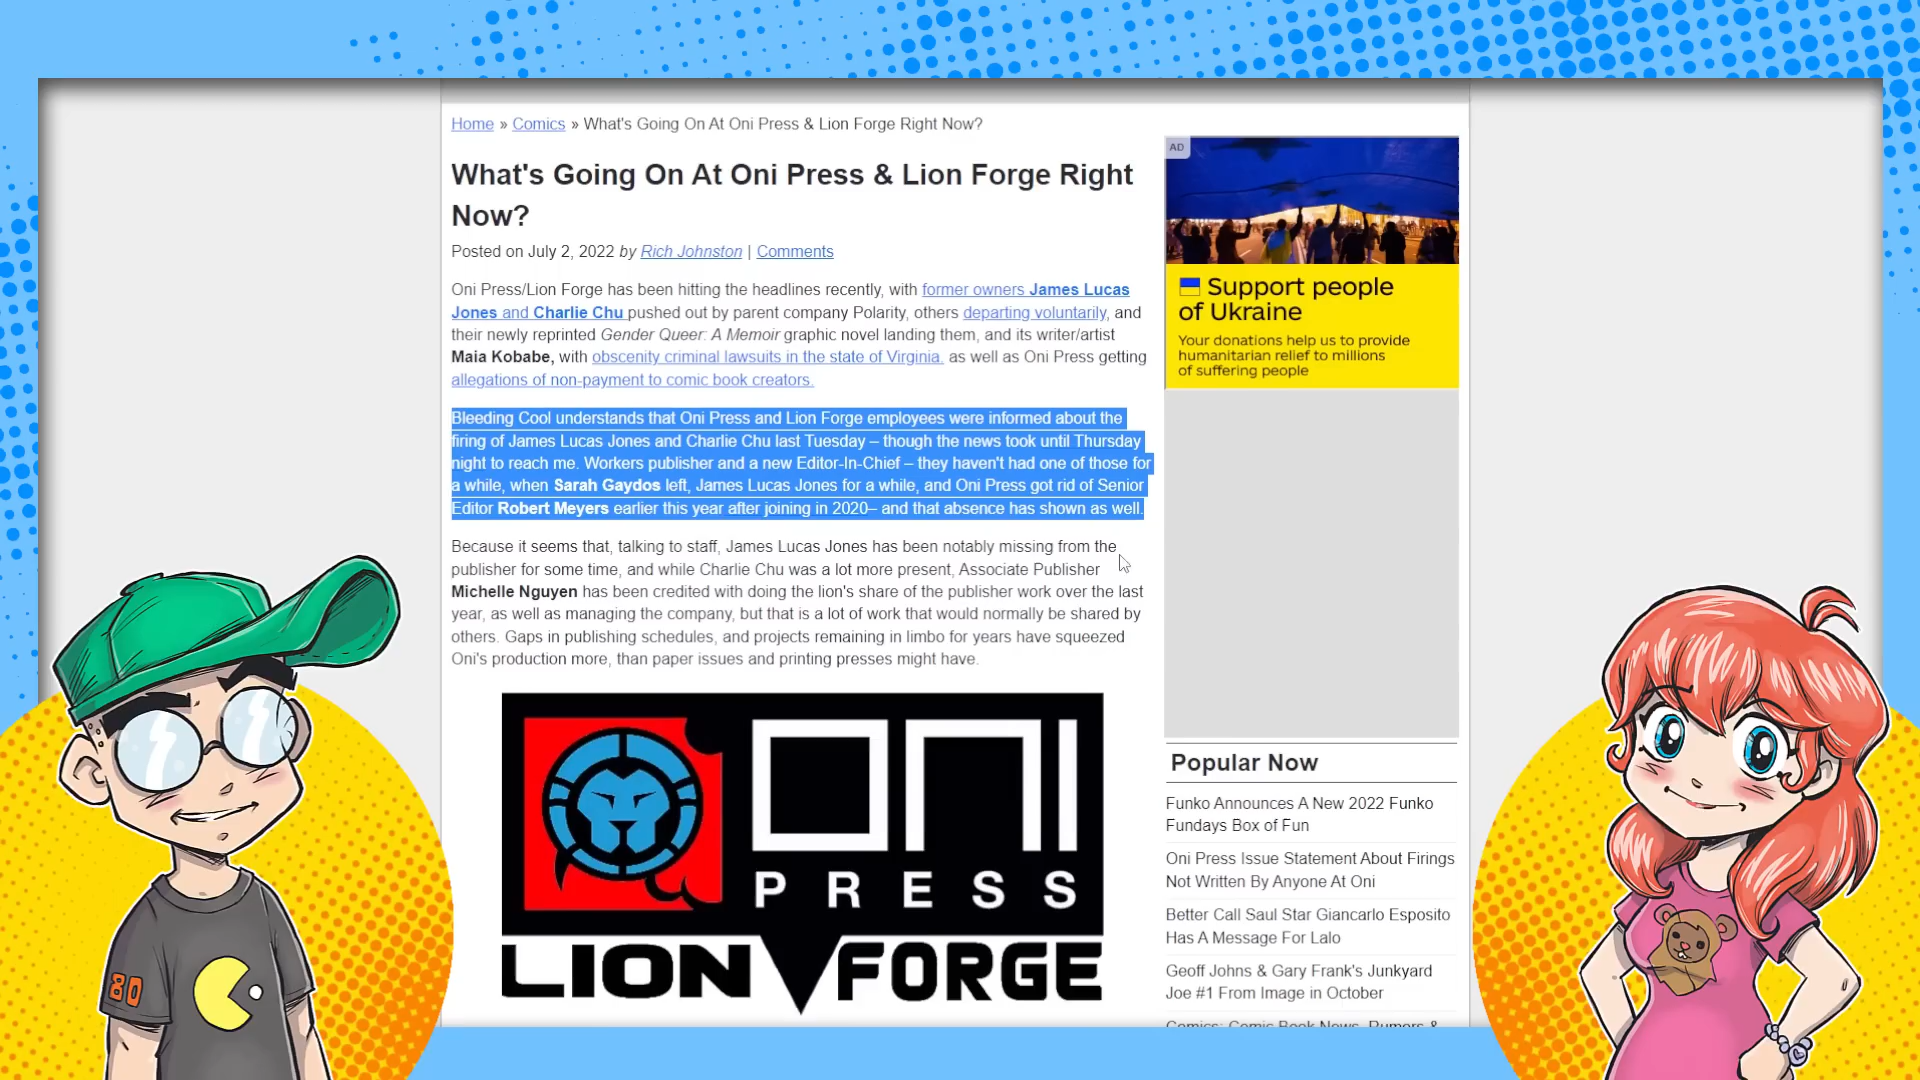 Home » Comics » What's Going On At Oni Press & Lion Forge Right Now?
What's Going On At Oni Press & Lion Forge Right
Now?
Posted on July 2, 2022 by Rich Johnston | Comments
Oni Press/Lion Forge has been hitting the headlines recently, with former owners James Lucas
Jones and Charlie Chu pushed out by parent company Polarity, others departing voluntarily, and
their newly reprinted Gender Queer: A Memoir graphic novel landing them, and its writer/artist
Maia Kobabe, with obscenity criminal lawsuits in the state of Virginia. as well as Oni Press getting
allegations of non-payment to comic book creators.
Bleeding Cool understands that Oni Press and Lion Forge employees were informed about the
firing of James Lucas Jones and Charlie Chu last Tuesday – though the news took until Thursday
night to reach me. Workers publisher and a new Editor-In-Chief – they haven't had one of those for
a while, when Sarah Gaydos left, James Lucas Jones for a while, and Oni Press got rid of Senior
Editor Robert Meyers earlier this year after joining in 2020– and that absence has shown as well.
Because it seems that, talking to staff, James Lucas Jones has been notably missing from the
publisher for some time, and while Charlie Chu was a lot more present, Associate Publisher
Michelle Nguyen has been credited with doing the lion's share of the publisher work over the last
year, as well as managing the company, but that is a lot of work that would normally be shared by
others. Gaps in publishing schedules, and projects remaining in limbo for years have squeezed
Oni's production more, than paper issues and printing presses might have.
ONI
PRESS
LION FORGE
AD
Support people
of Ukraine
Your donations help us to provide
humanitarian relief to millions
of suffering people
Popular Now
Funko Announces A New 2022 Funko
Fundays Box of Fun
Oni Press Issue Statement About Firings
Not Written By Anyone At Oni
Better Call Saul Star Giancarlo Esposito
Has A Message For Lalo
Geoff Johns & Gary Frank's Junkyard
Joe #1 From Image in October
Comics: Comic Book News, Rumors &
80